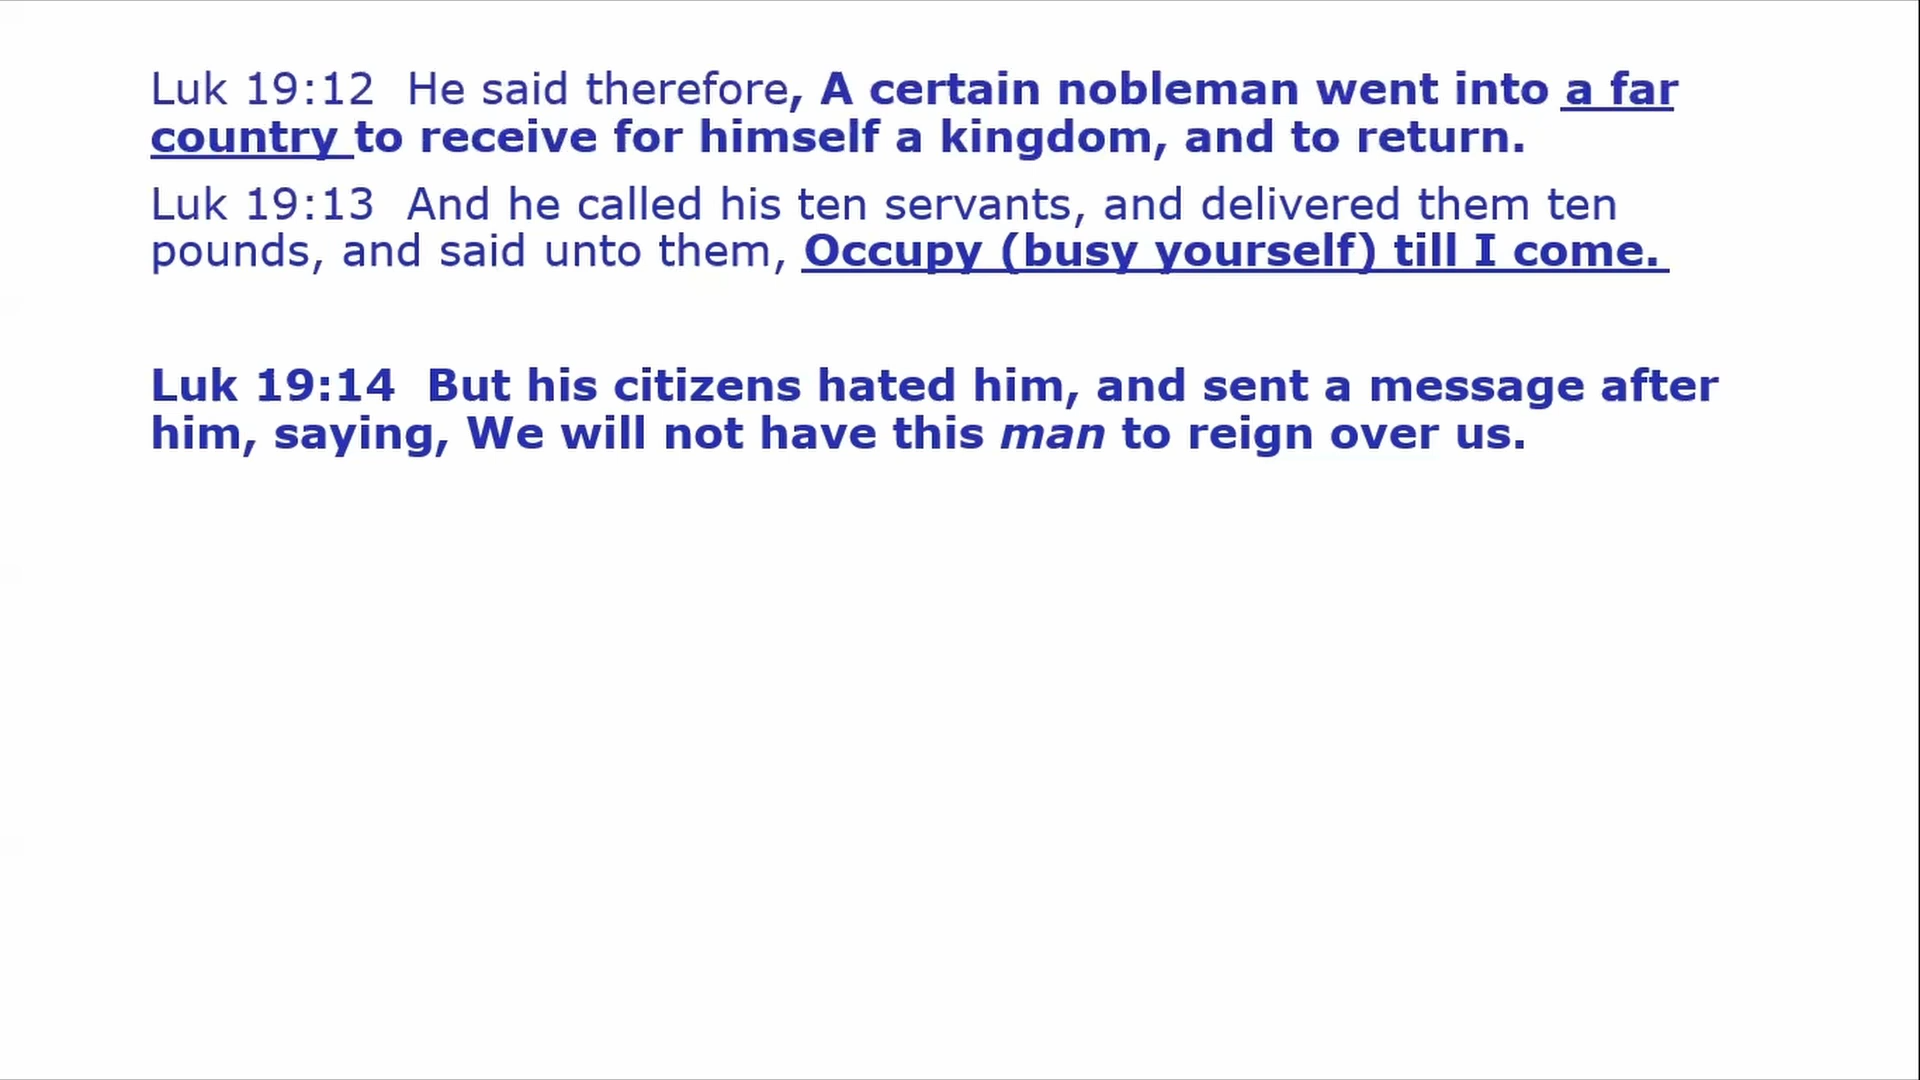 Luk 19:12  He said therefore, A certain nobleman went into a far
country to receive for himself a kingdom, and to return.
Luk 19:13  And he called his ten servants, and delivered them ten
pounds, and said unto them, Occupy (busy yourself) till I come.
Luk 19:14  But his citizens hated him, and sent a message after
him, saying, We will not have this man to reign over us.